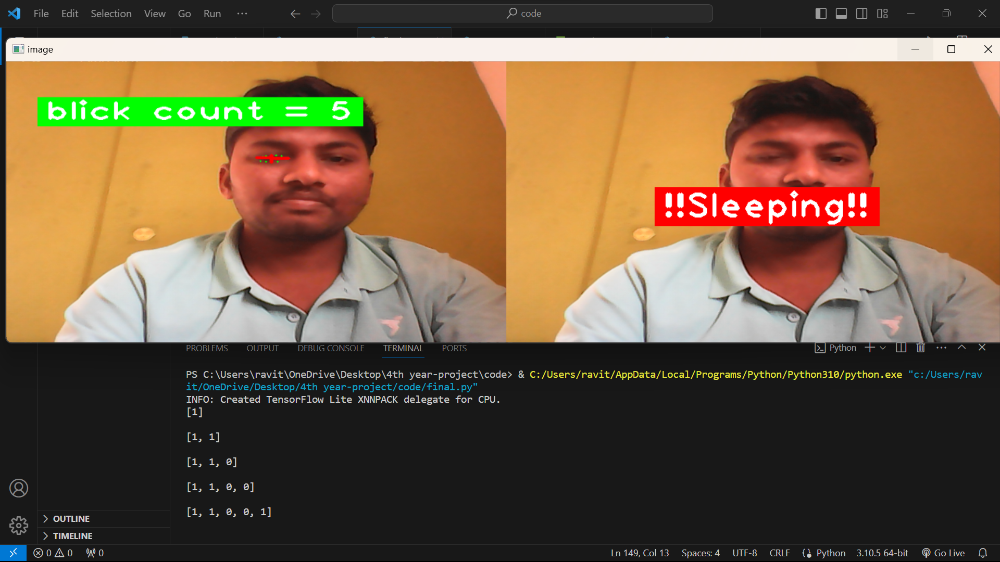 File Edit Selection View Go Run ···
code
image
blick count = 5
!!Sleeping!!
PROBLEMS OUTPUT DEBUG CONSOLE TERMINAL PORTS
Python
PS C:\Users\ravit\OneDrive\Desktop\4th year-project\code> & C:/Users/ravit/AppData/Local/Programs/Python/Python310/python.exe "c:/Users/rav
it/OneDrive/Desktop/4th year-project/code/final.py"
INFO: Created TensorFlow Lite XNNPACK delegate for CPU.
[1]
[1, 1]
[1, 1, 0]
[1, 1, 0, 0]
[1, 1, 0, 0, 1]
OUTLINE
TIMELINE
0 0 0 Ln 149, Col 13 Spaces: 4 UTF-8 CRLF {} Python 3.10.5 64-bit Go Live